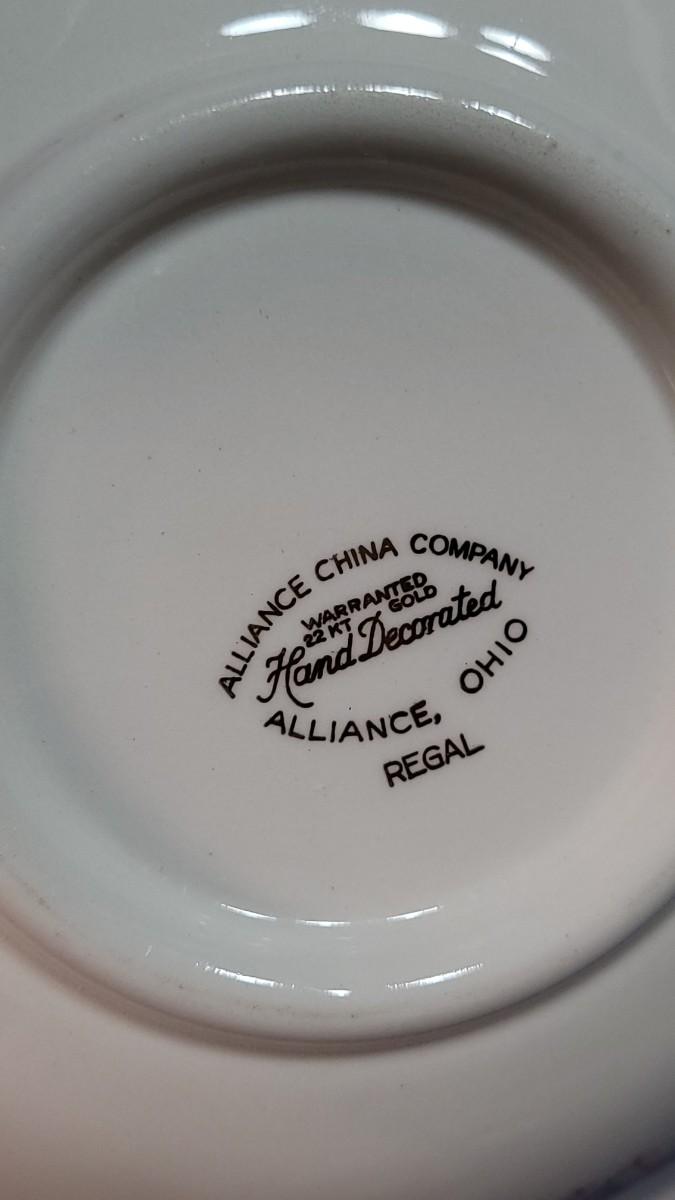 ALLIANCE CHINA COMPANY
WARRANTED
22 KT GOLD
Hand Decorated
ALLIANCE, OHIO
REGAL